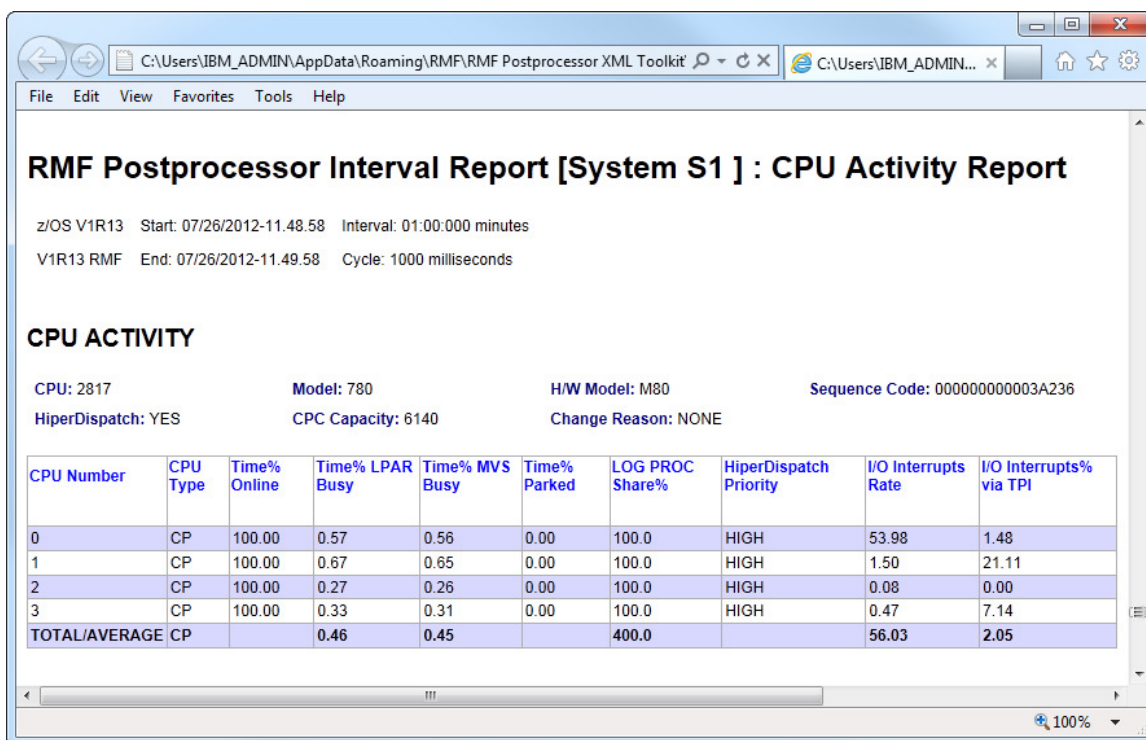 C:\Users\IBM_ADMIN\AppData\Roaming\RMF\RMF Postprocessor XML Toolkit' C:\Users\IBM_ADMIN...
File Edit View Favorites Tools Help
RMF Postprocessor Interval Report [System S1 ] : CPU Activity Report
z/OS V1R13 Start: 07/26/2012-11.48.58 Interval: 01:00:000 minutes
V1R13 RMF End: 07/26/2012-11.49.58 Cycle: 1000 milliseconds
CPU ACTIVITY
CPU: 2817 Model: 780 H/W Model: M80 Sequence Code: 000000000003A236
HiperDispatch: YES CPC Capacity: 6140 Change Reason: NONE
CPU Number CPU Time% Time% LPAR Time% MVS Time% LOG PROC HiperDispatch I/O Interrupts I/O Interrupts%
Type Online Busy Busy Parked Share% Priority Rate via TPI
0 CP 100.00 0.57 0.56 0.00 100.0 HIGH 53.98 1.48
1 CP 100.00 0.67 0.65 0.00 100.0 HIGH 1.50 21.11
2 CP 100.00 0.27 0.26 0.00 100.0 HIGH 0.08 0.00
3 CP 100.00 0.33 0.31 0.00 100.0 HIGH 0.47 7.14
TOTAL/AVERAGE CP 0.46 0.45 400.0 56.03 2.05
100%